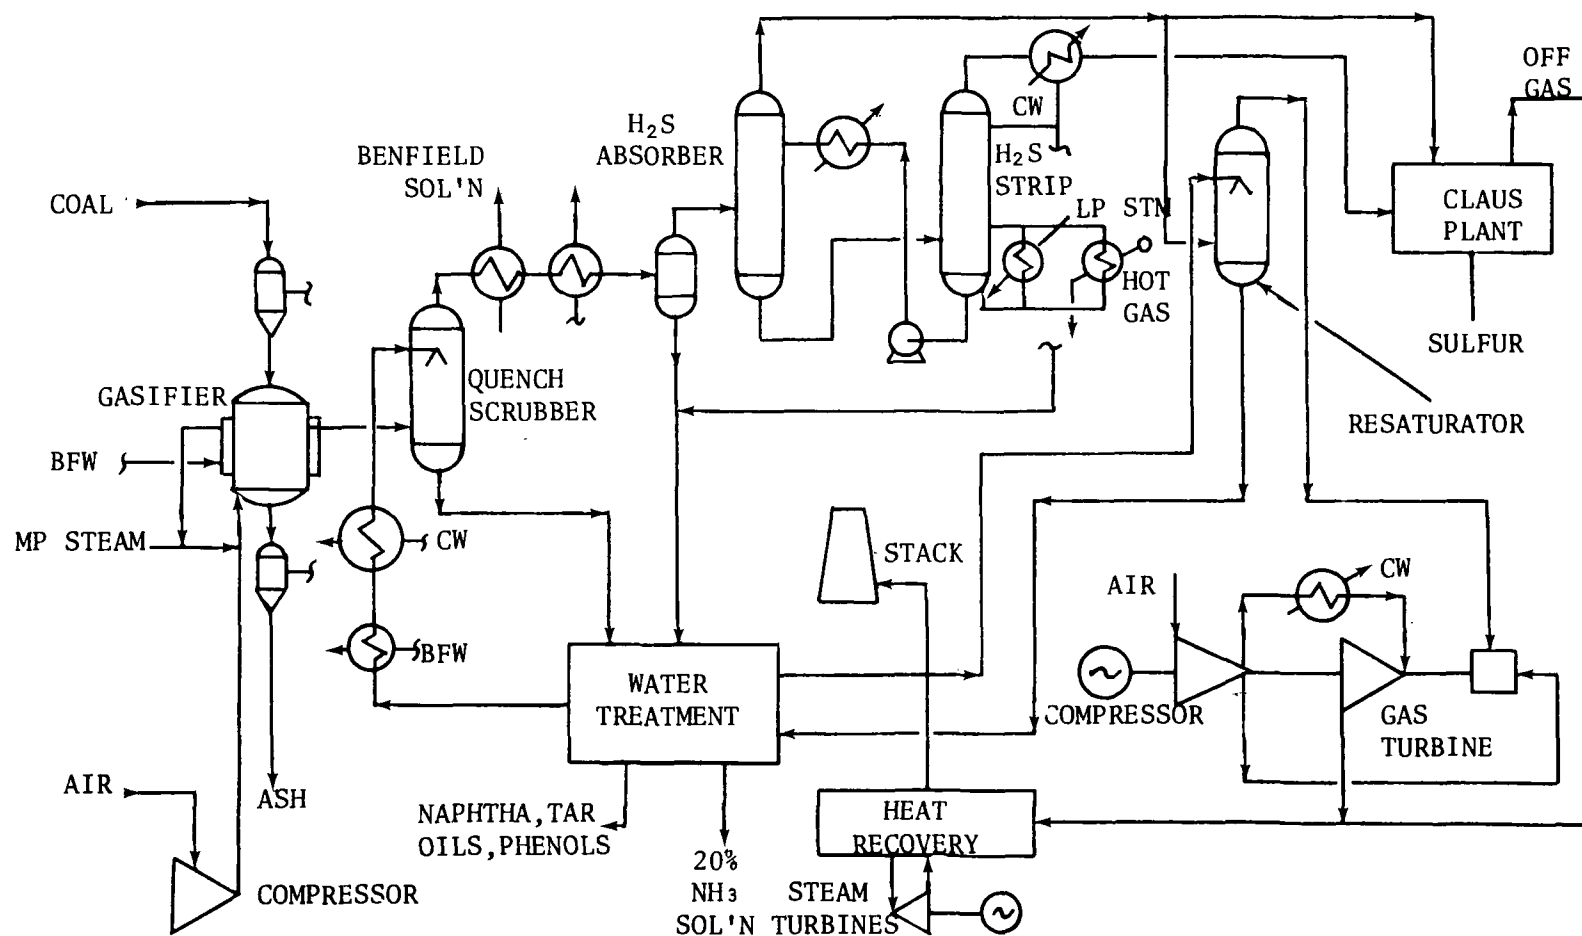 OFF
GAS
CW
H₂S
ABSORBER
BENFIELD
SOL'N
H₂S
STRIP
COAL
LP STM
CLAUS
PLANT
HOT
GAS
SULFUR
QUENCH
SCRUBBER
GASIFIER
RESATURATOR
BFW
MP STEAM
CW
STACK
AIR
CW
BFW
WATER
TREATMENT
COMPRESSOR
GAS
TURBINE
AIR
ASH
NAPHTHA,TAR
OILS,PHENOLS
HEAT
RECOVERY
20%
NH₃
SOL'N
STEAM
TURBINES
COMPRESSOR